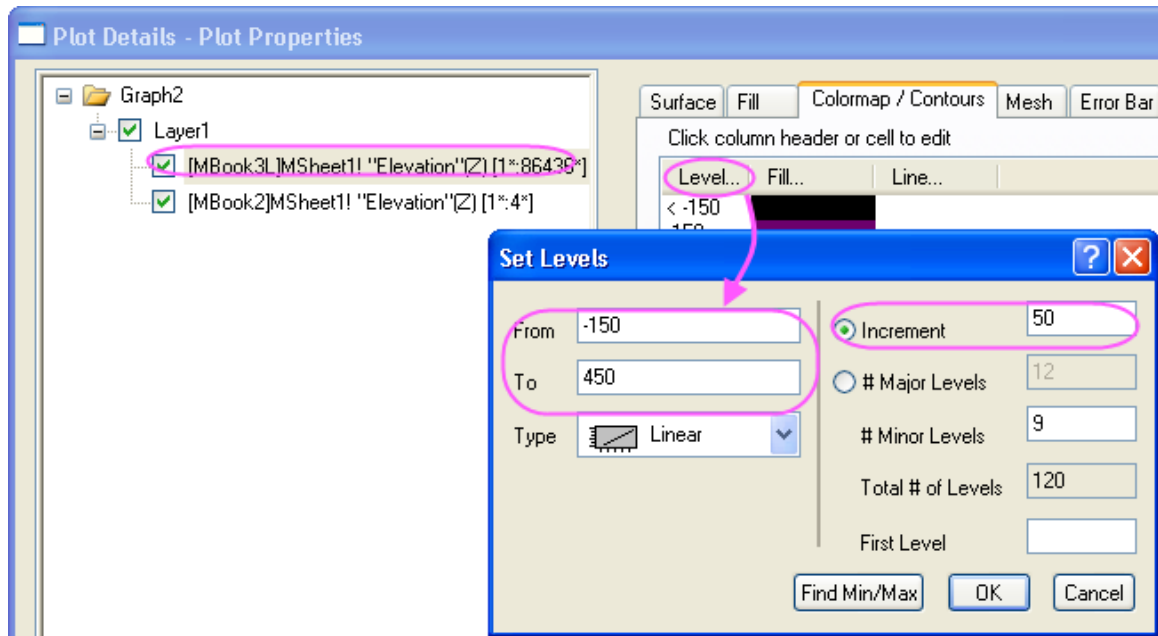 Plot Details - Plot Properties
Graph2
Layer1
[MBook3L]MSheet1! "Elevation"(Z) [1*:86436*]
[MBook2]MSheet1! "Elevation"(Z) [1*:4*]
Surface Fill Colormap / Contours Mesh Error Bar
Click column header or cell to edit
Level... Fill... Line...
< -150
Set Levels
From -150
To 450
Type Linear
Increment 50
# Major Levels 12
# Minor Levels 9
Total # of Levels 120
First Level
Find Min/Max OK Cancel